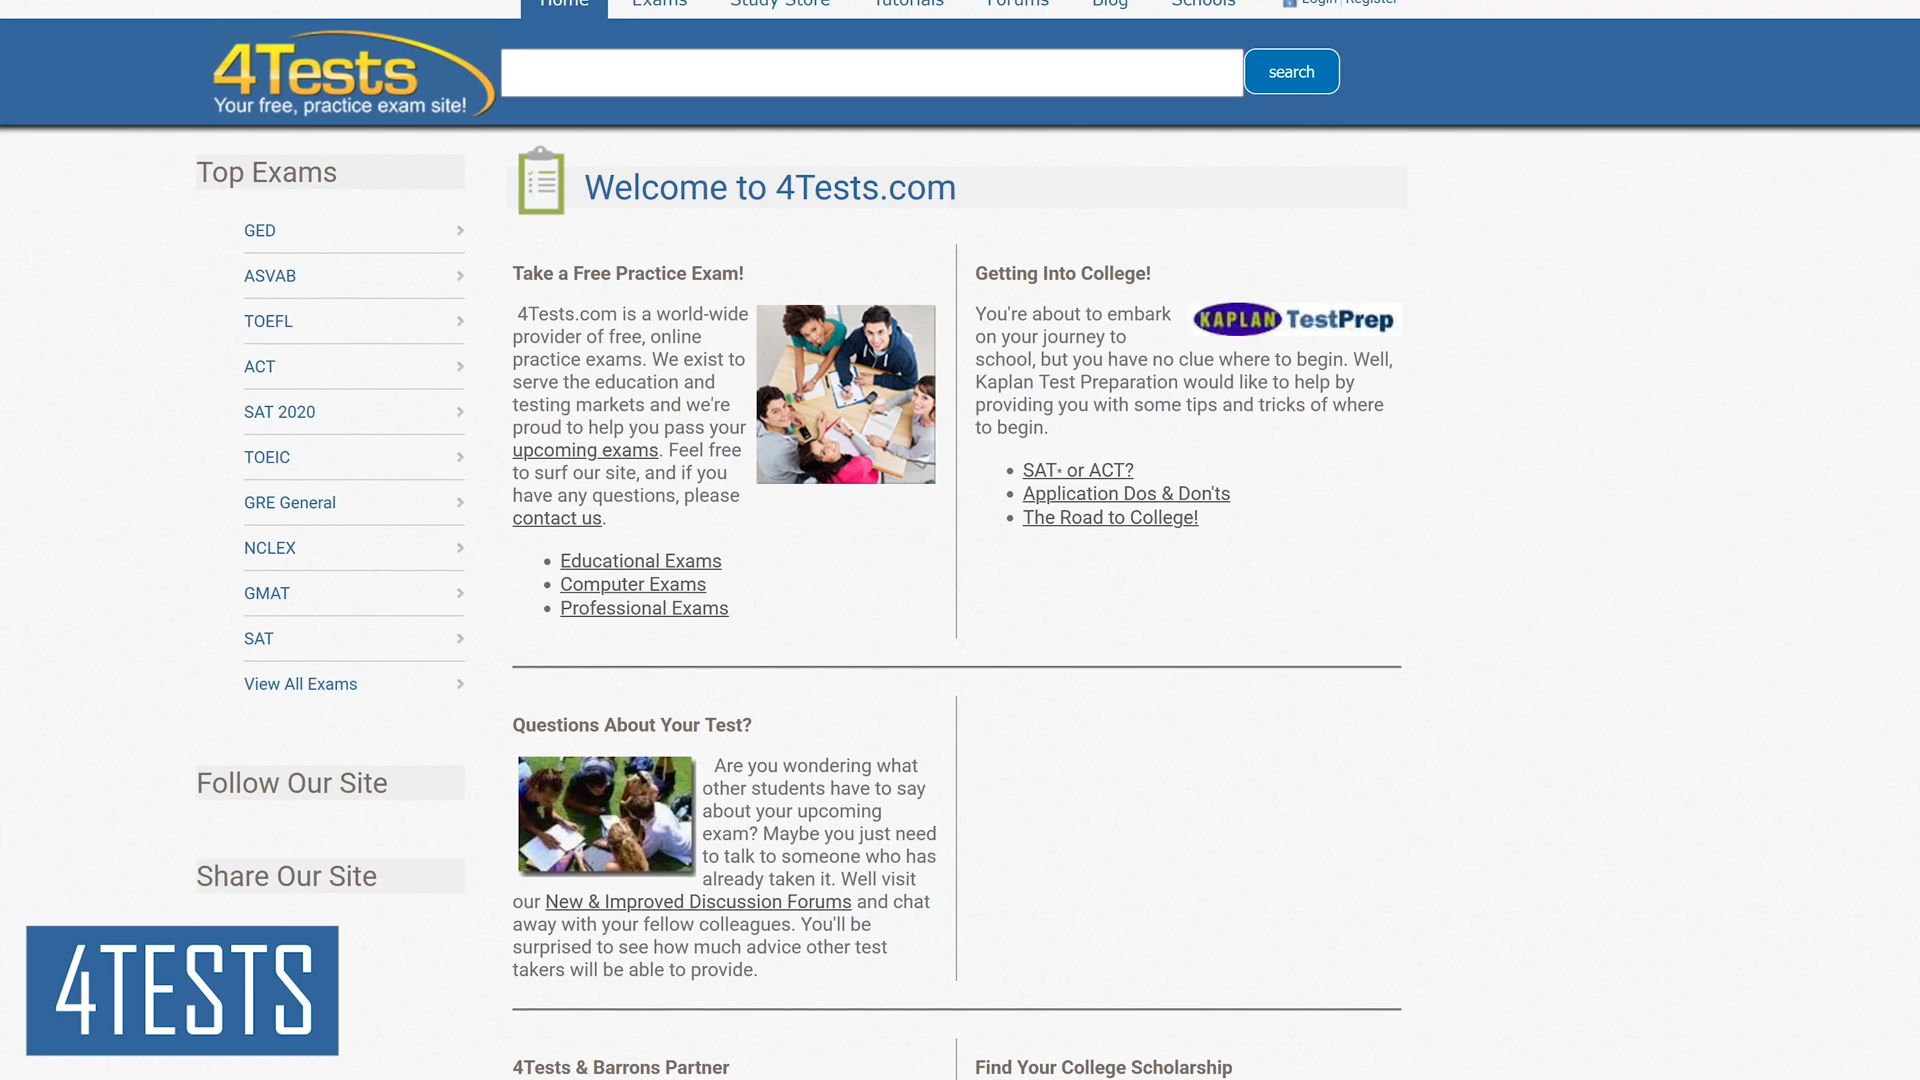 Home Exams Study Store Tutorials Forums Blog Schools Login Register
4Tests
Your free, practice exam site!
search
Top Exams
GED
ASVAB
TOEFL
ACT
SAT 2020
TOEIC
GRE General
NCLEX
GMAT
SAT
View All Exams
Follow Our Site
Share Our Site
4TESTS
Welcome to 4Tests.com
Take a Free Practice Exam!
4Tests.com is a world-wide
provider of free, online
practice exams. We exist to
serve the education and
testing markets and we're
proud to help you pass your
upcoming exams. Feel free
to surf our site, and if you
have any questions, please
contact us.
• Educational Exams
• Computer Exams
• Professional Exams
Getting Into College!
KAPLAN TestPrep
You're about to embark
on your journey to
school, but you have no clue where to begin. Well,
Kaplan Test Preparation would like to help by
providing you with some tips and tricks of where
to begin.
• SAT* or ACT?
• Application Dos & Don'ts
• The Road to College!
Questions About Your Test?
Are you wondering what
other students have to say
about your upcoming
exam? Maybe you just need
to talk to someone who has
already taken it. Well visit
our New & Improved Discussion Forums and chat
away with your fellow colleagues. You'll be
surprised to see how much advice other test
takers will be able to provide.
4Tests & Barrons Partner
Find Your College Scholarship